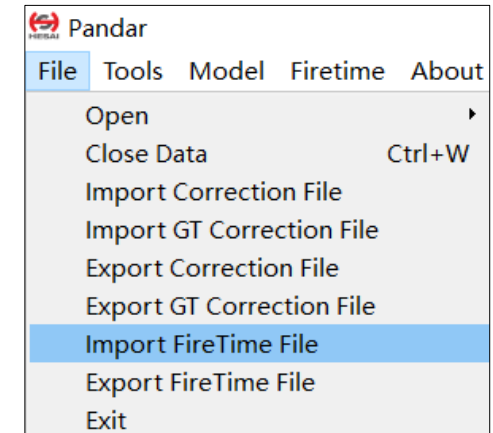 HESAI Pandar
File Tools Model Firetime About
Open
Close Data Ctrl+W
Import Correction File
Import GT Correction File
Export Correction File
Export GT Correction File
Import FireTime File
Export FireTime File
Exit